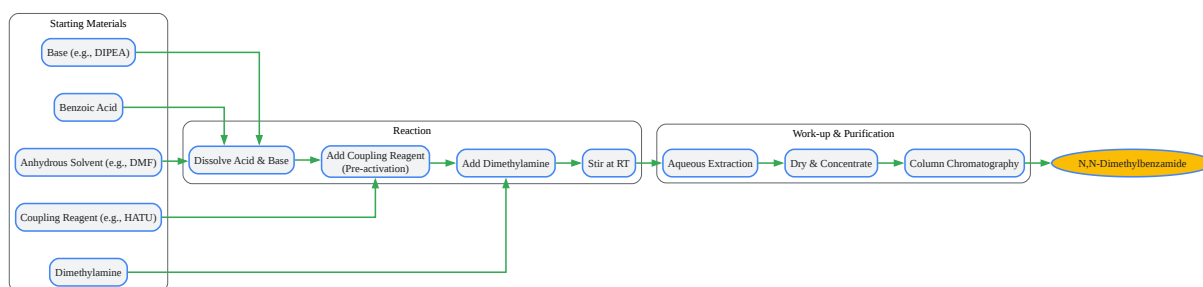 Starting Materials
Base (e.g., DIPEA)
Benzoic Acid
Anhydrous Solvent (e.g., DMF)
Coupling Reagent (e.g., HATU)
Dimethylamine
Reaction
Dissolve Acid & Base
Add Coupling Reagent
(Pre-activation)
Add Dimethylamine
Stir at RT
Work-up & Purification
Aqueous Extraction
Dry & Concentrate
Column Chromatography
N,N-Dimethylbenzamide